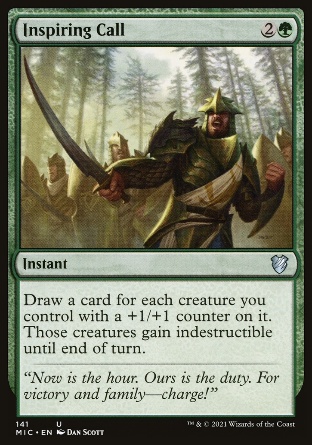 Inspiring Call 2
Instant
Draw a card for each creature you
control with a +1/+1 counter on it.
Those creatures gain indestructible
until end of turn.
“Now is the hour. Ours is the duty. For
victory and family—charge!”
141 U
MIC • EN Dan Scott ™ & © 2021 Wizards of the Coast